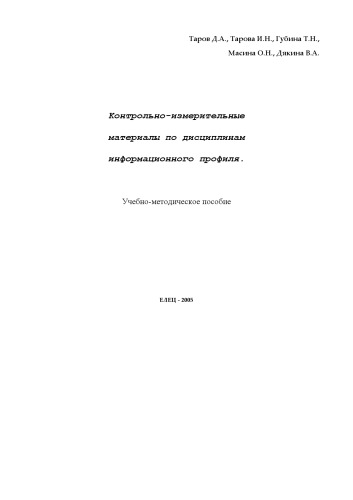 Таров Д.А., Тарова И.Н., Губина Т.Н.,
Масина О.Н., Дякина В.А.
Контрольно-измерительные
материалы по дисциплинам
информационного профиля.
Учебно-методическое пособие
ЕЛЕЦ - 2005